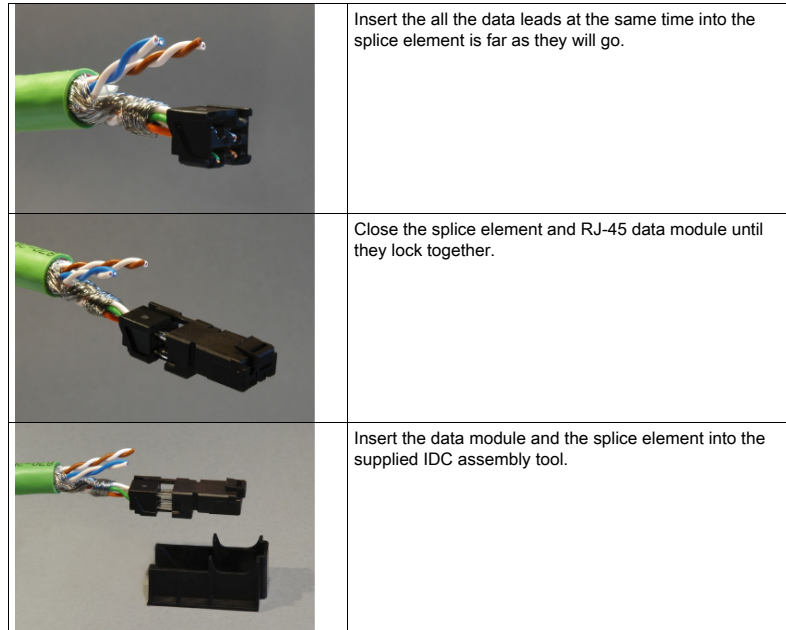 Insert the all the data leads at the same time into the
splice element is far as they will go.
Close the splice element and RJ-45 data module until
they lock together.
Insert the data module and the splice element into the
supplied IDC assembly tool.